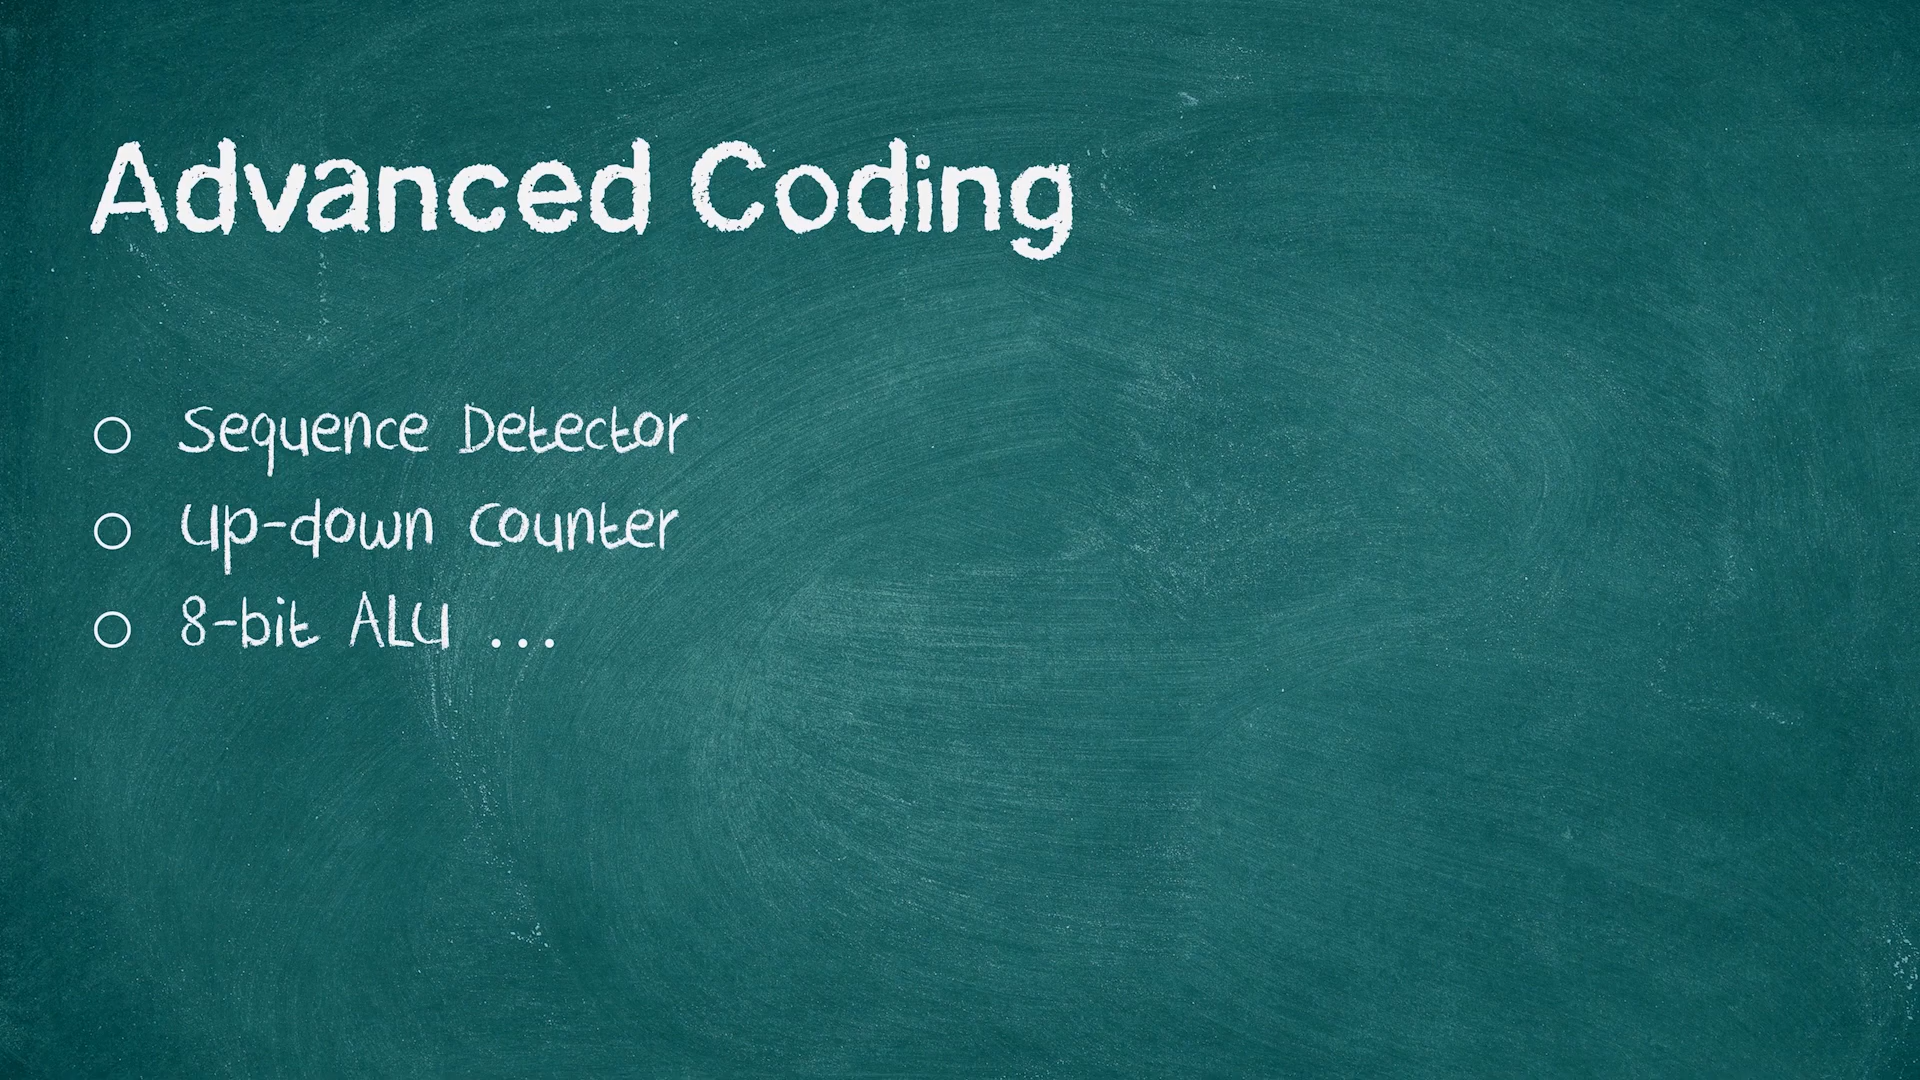 Advanced Coding
Sequence Detector
Up-down Counter
8-bit ALU ...